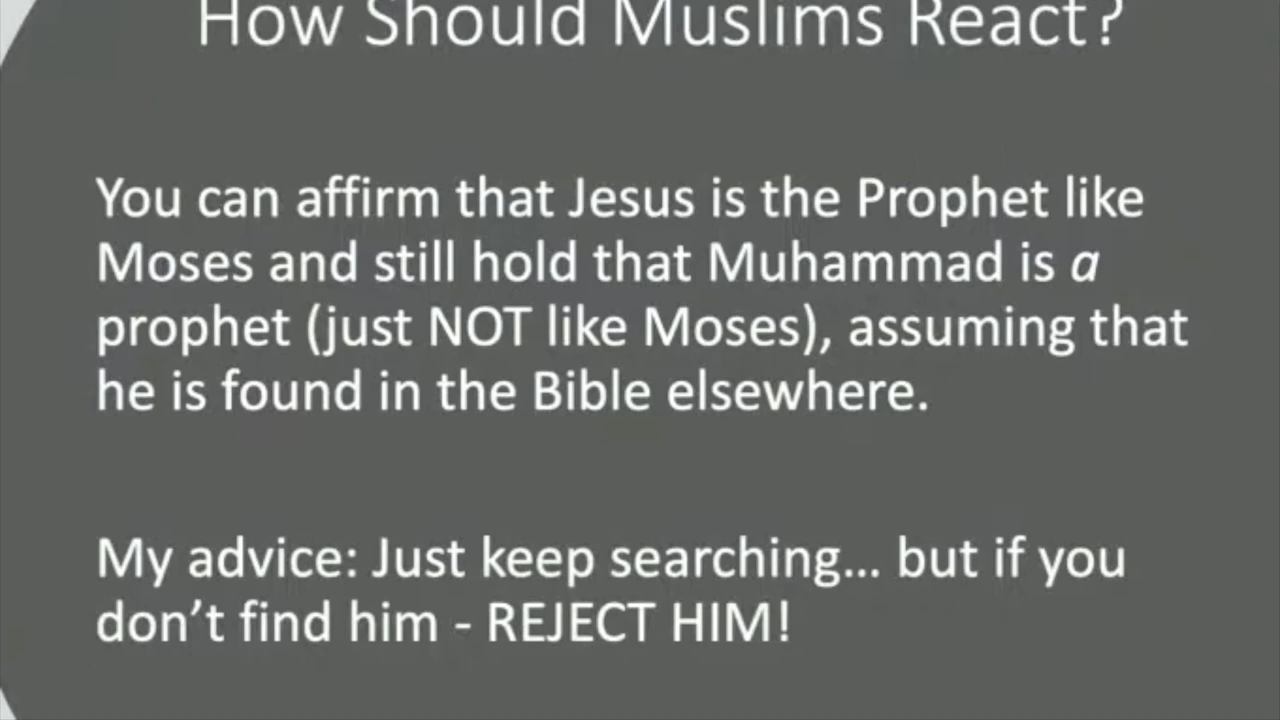 How Should Muslims React?
You can affirm that Jesus is the Prophet like
Moses and still hold that Muhammad is a
prophet (just NOT like Moses), assuming that
he is found in the Bible elsewhere.
My advice: Just keep searching... but if you
don't find him - REJECT HIM!